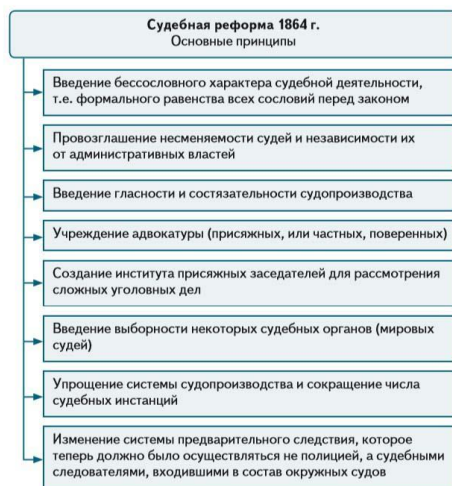 Судебная реформа 1864 г.
Основные принципы
Введение бессословного характера судебной деятельности,
т.е. формального равенства всех сословий перед законом
Провозглашение несменяемости судей и независимости их
от административных властей
Введение гласности и состязательности судопроизводства
Учреждение адвокатуры (присяжных, или частных, поверенных)
Создание института присяжных заседателей для рассмотрения
сложных уголовных дел
Введение выборности некоторых судебных органов (мировых
судей)
Упрощение системы судопроизводства и сокращение числа
судебных инстанций
Изменение системы предварительного следствия, которое
теперь должно было осуществляться не полицией, а судебными
следователями, входившими в состав окружных судов